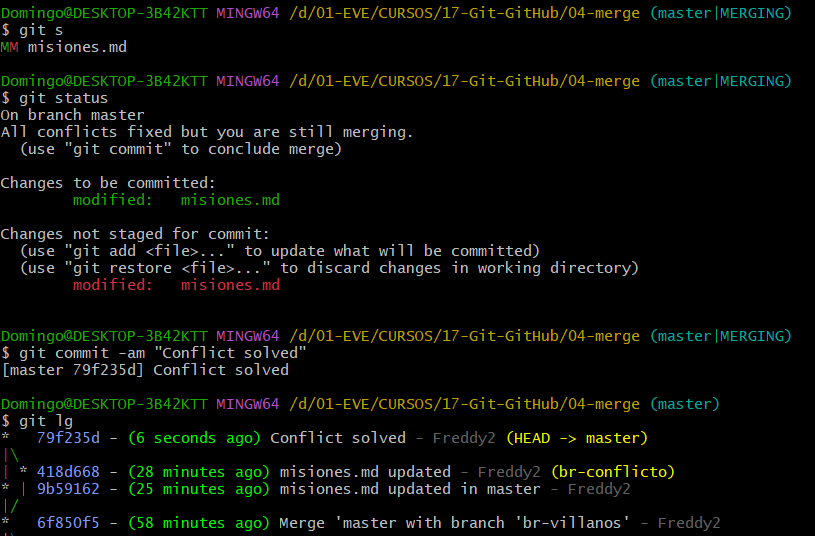 Domingo@DESKTOP-3B42KTT MINGW64 /d/01-EVE/CURSOS/17-Git-GitHub/04-merge (master|MERGING)
$ git s
MM misiones.md
Domingo@DESKTOP-3B42KTT MINGW64 /d/01-EVE/CURSOS/17-Git-GitHub/04-merge (master|MERGING)
$ git status
On branch master
All conflicts fixed but you are still merging.
  (use "git commit" to conclude merge)
Changes to be committed:
        modified:   misiones.md
Changes not staged for commit:
  (use "git add <file>..." to update what will be committed)
  (use "git restore <file>..." to discard changes in working directory)
        modified:   misiones.md
Domingo@DESKTOP-3B42KTT MINGW64 /d/01-EVE/CURSOS/17-Git-GitHub/04-merge (master|MERGING)
$ git commit -am "Conflict solved"
[master 79f235d] Conflict solved
Domingo@DESKTOP-3B42KTT MINGW64 /d/01-EVE/CURSOS/17-Git-GitHub/04-merge (master)
$ git lg
*   79f235d - (6 seconds ago) Conflict solved - Freddy2 (HEAD -> master)
|\
| * 418d668 - (28 minutes ago) misiones.md updated - Freddy2 (br-conflicto)
* | 9b59162 - (25 minutes ago) misiones.md updated in master - Freddy2
|/
*   6f850f5 - (58 minutes ago) Merge 'master with branch 'br-villanos' - Freddy2
|\